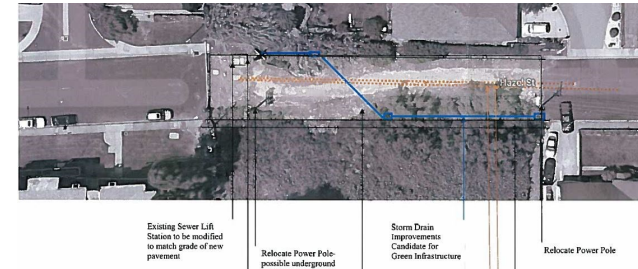 Hazel St
Existing Sewer Lift
Station to be modified
to match grade of new
pavement
Relocate Power Pole-
possible underground
Storm Drain
Improvements
Candidate for
Green Infrastructure
Relocate Power Pole